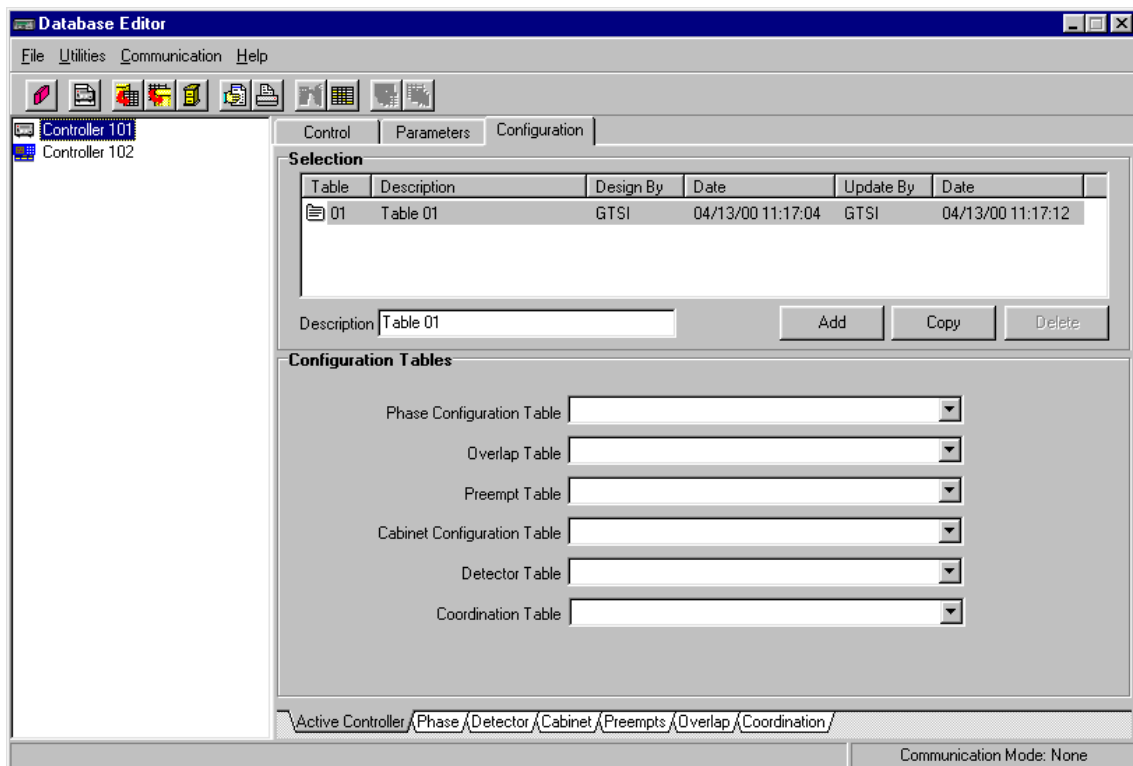 Database Editor
File Utilities Communication Help
Controller 101
Controller 102
Control Parameters Configuration
Selection
Table Description Design By Date Update By Date
01 Table 01 GTSI 04/13/00 11:17:04 GTSI 04/13/00 11:17:12
Description Table 01 Add Copy Delete
Configuration Tables
Phase Configuration Table
Overlap Table
Preempt Table
Cabinet Configuration Table
Detector Table
Coordination Table
Active Controller Phase Detector Cabinet Preempts Overlap Coordination
Communication Mode: None